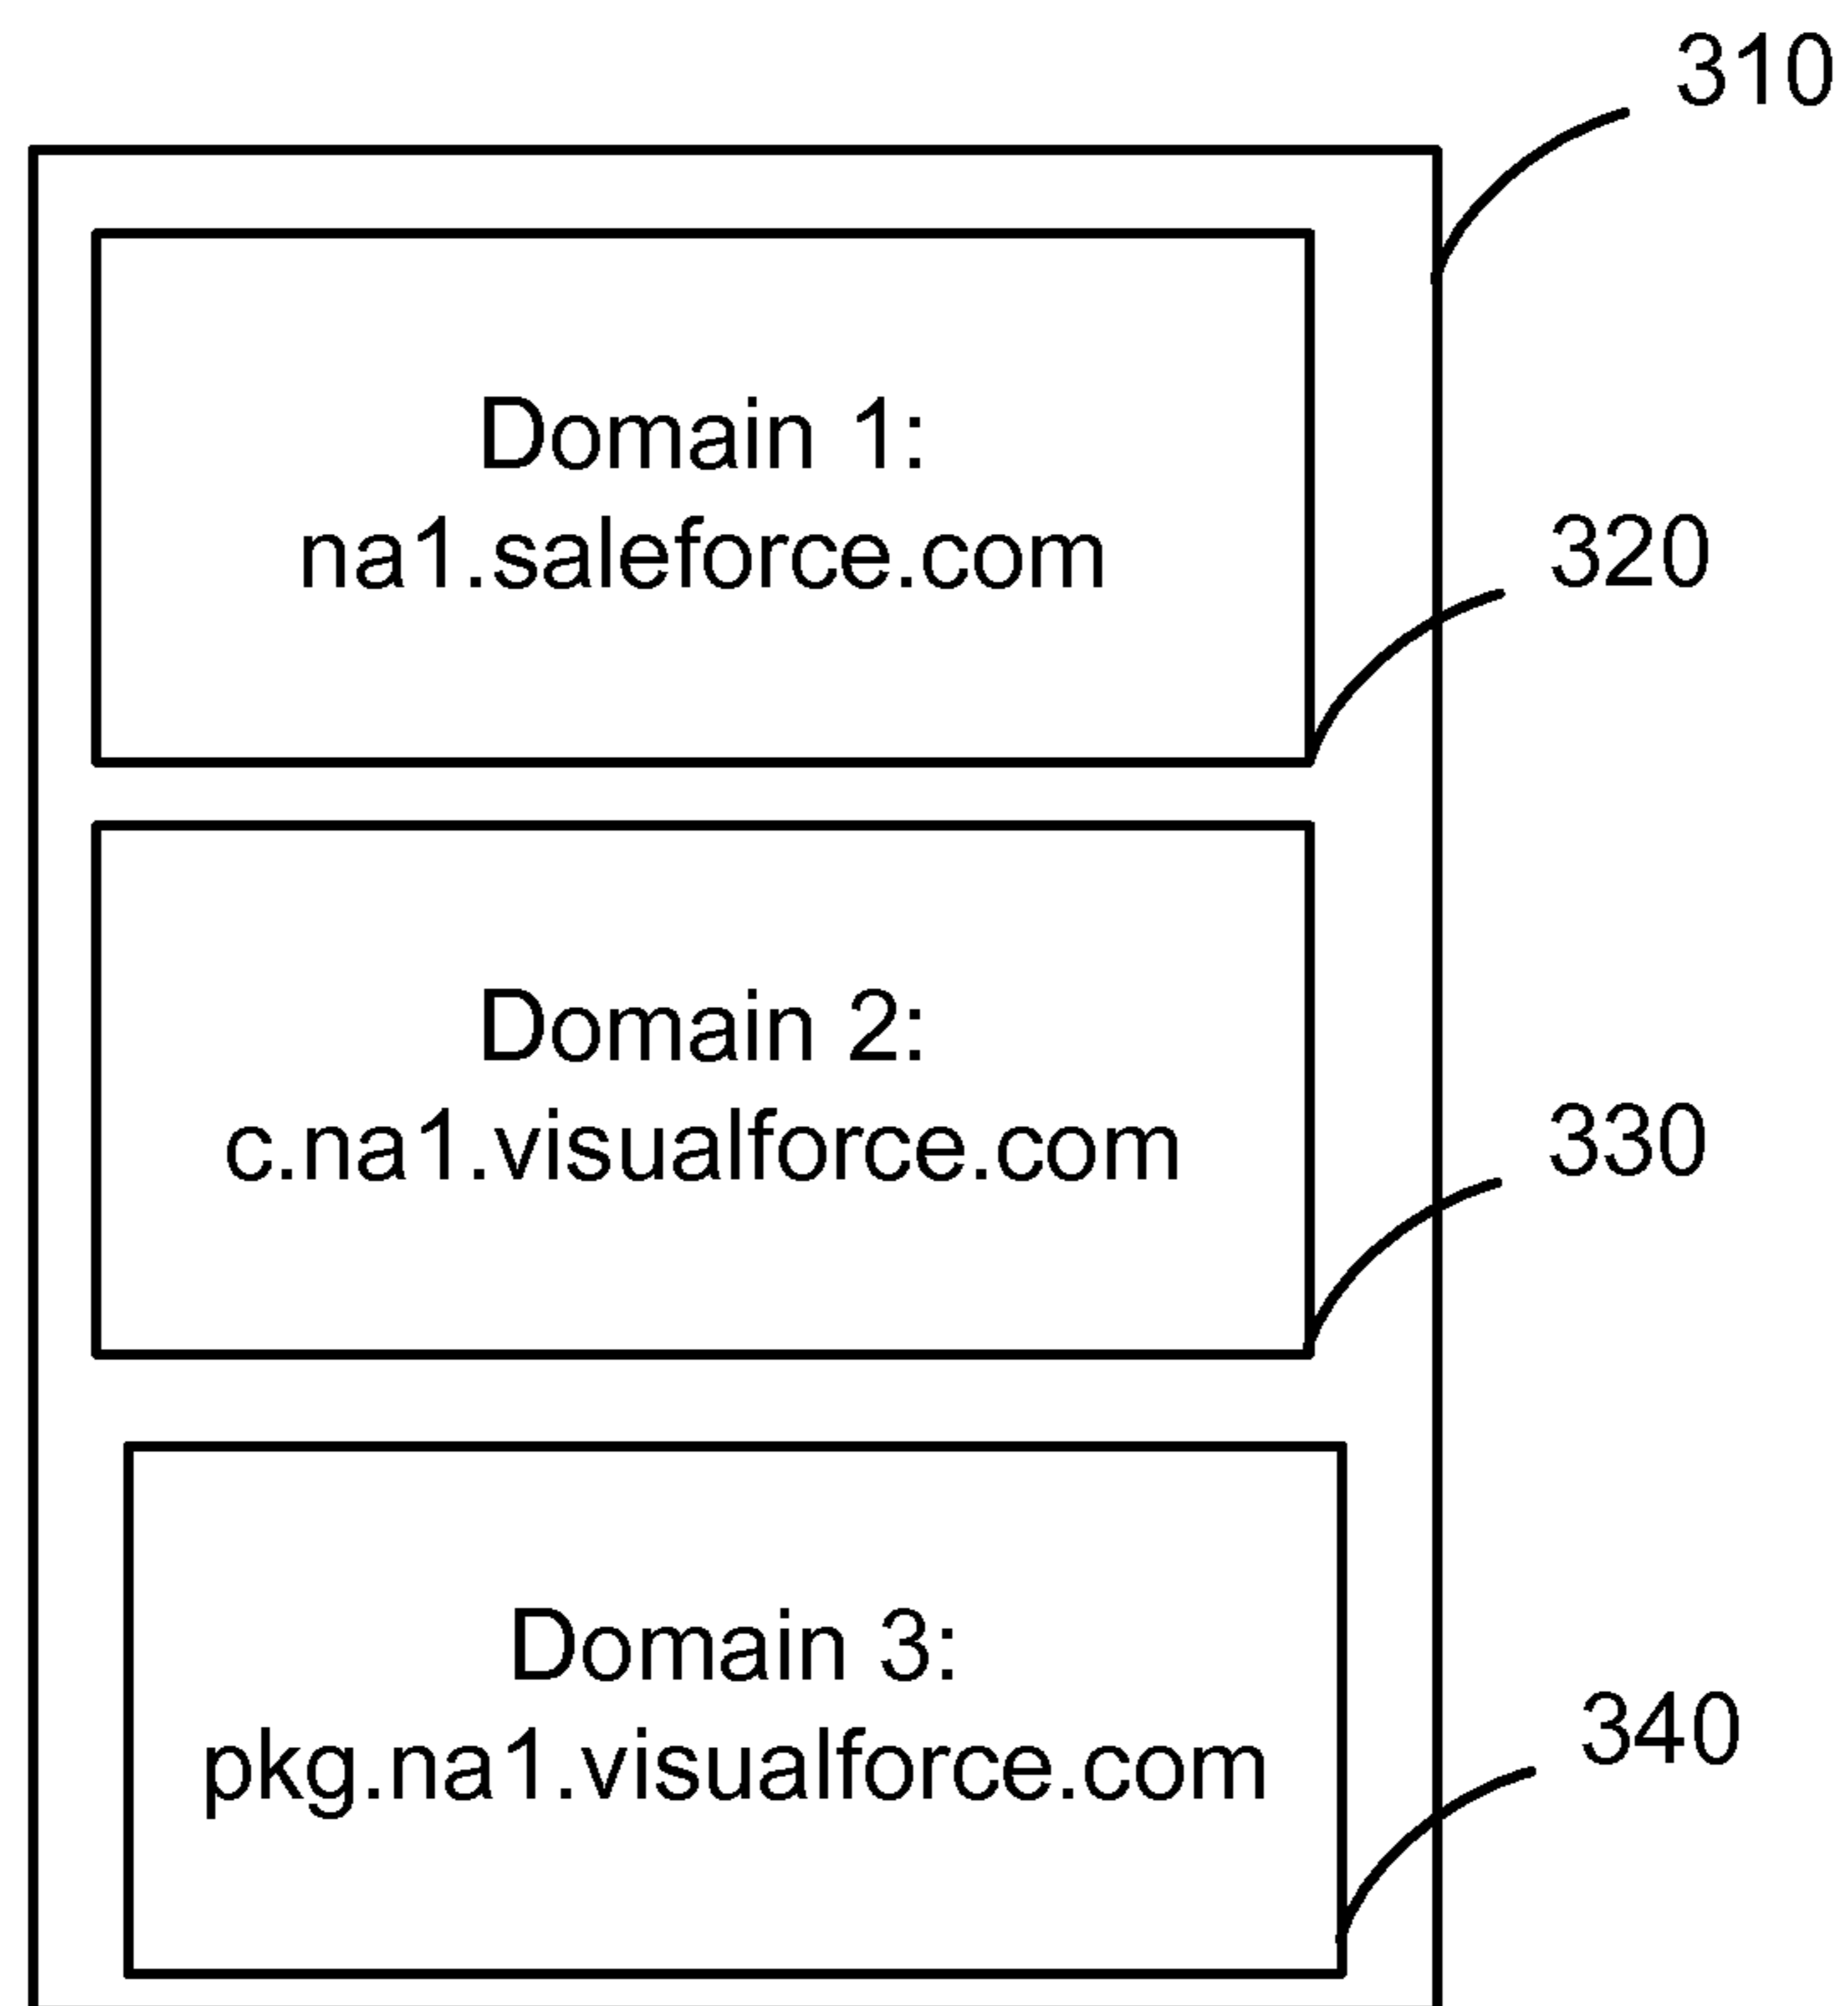 310
Domain 1:
na1.saleforce.com
320
Domain 2:
c.na1.visualforce.com
330
Domain 3:
pkg.na1.visualforce.com
340